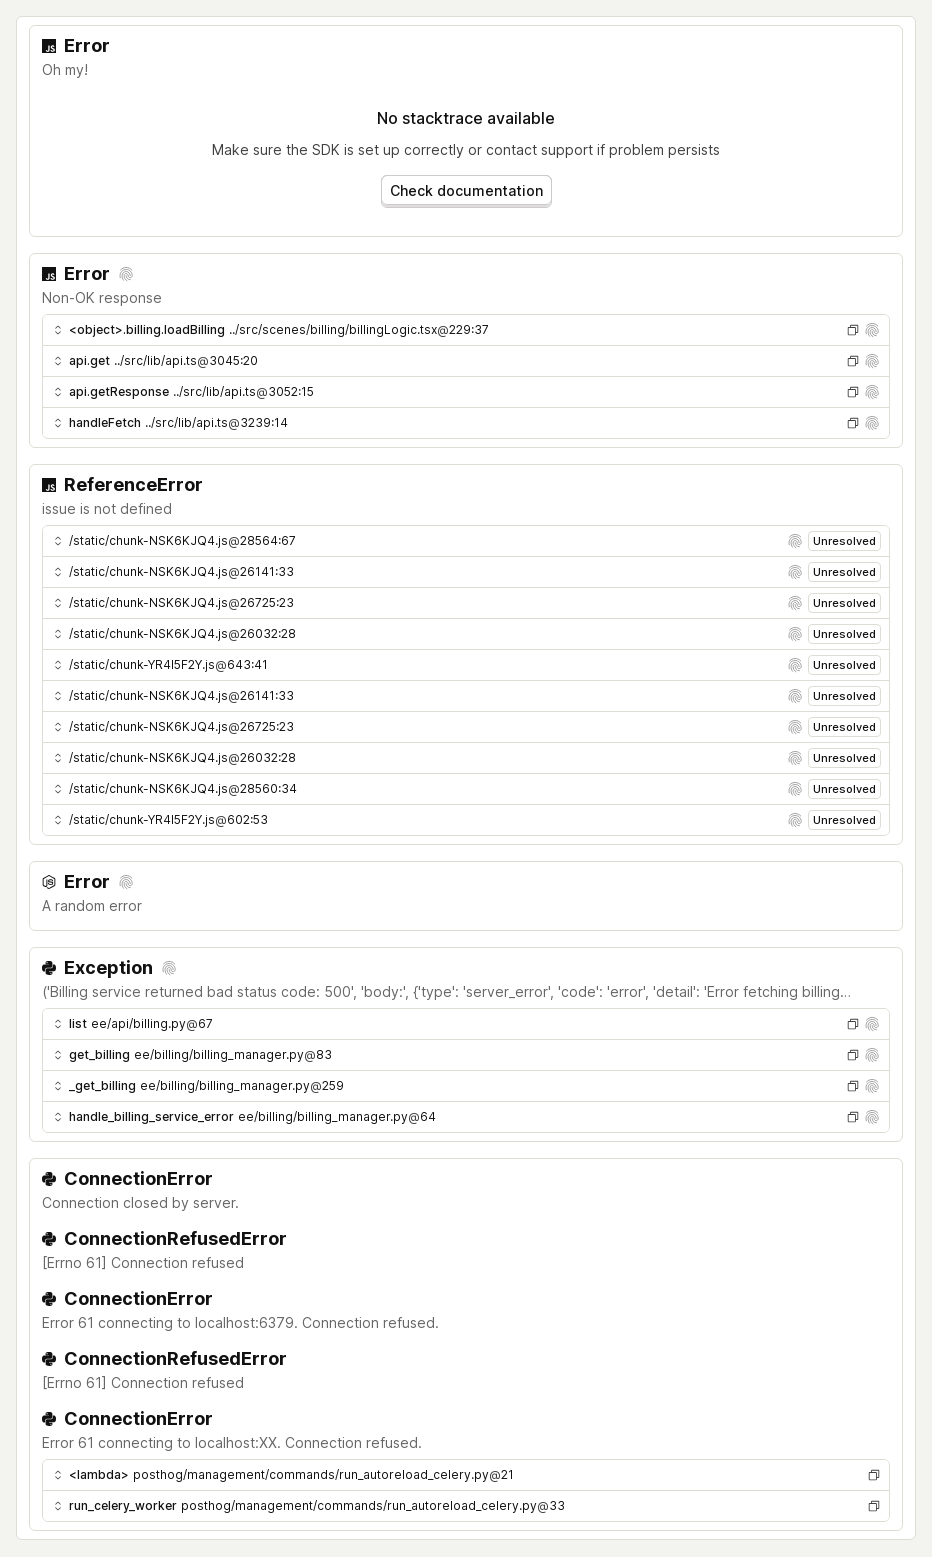 JS Error
Oh my!
No stacktrace available
Make sure the SDK is set up correctly or contact support if problem persists
Check documentation
JS Error
Non-OK response
<object>.billing.loadBilling ../src/scenes/billing/billingLogic.tsx@229:37
api.get ../src/lib/api.ts@3045:20
api.getResponse ../src/lib/api.ts@3052:15
handleFetch ../src/lib/api.ts@3239:14
JS ReferenceError
issue is not defined
/static/chunk-NSK6KJQ4.js@28564:67 Unresolved
/static/chunk-NSK6KJQ4.js@26141:33 Unresolved
/static/chunk-NSK6KJQ4.js@26725:23 Unresolved
/static/chunk-NSK6KJQ4.js@26032:28 Unresolved
/static/chunk-YR4I5F2Y.js@643:41 Unresolved
/static/chunk-NSK6KJQ4.js@26141:33 Unresolved
/static/chunk-NSK6KJQ4.js@26725:23 Unresolved
/static/chunk-NSK6KJQ4.js@26032:28 Unresolved
/static/chunk-NSK6KJQ4.js@28560:34 Unresolved
/static/chunk-YR4I5F2Y.js@602:53 Unresolved
JS Error
A random error
Exception
('Billing service returned bad status code: 500', 'body:', {'type': 'server_error', 'code': 'error', 'detail': 'Error fetching billing…
list ee/api/billing.py@67
get_billing ee/billing/billing_manager.py@83
_get_billing ee/billing/billing_manager.py@259
handle_billing_service_error ee/billing/billing_manager.py@64
ConnectionError
Connection closed by server.
ConnectionRefusedError
[Errno 61] Connection refused
ConnectionError
Error 61 connecting to localhost:6379. Connection refused.
ConnectionRefusedError
[Errno 61] Connection refused
ConnectionError
Error 61 connecting to localhost:XX. Connection refused.
<lambda> posthog/management/commands/run_autoreload_celery.py@21
run_celery_worker posthog/management/commands/run_autoreload_celery.py@33